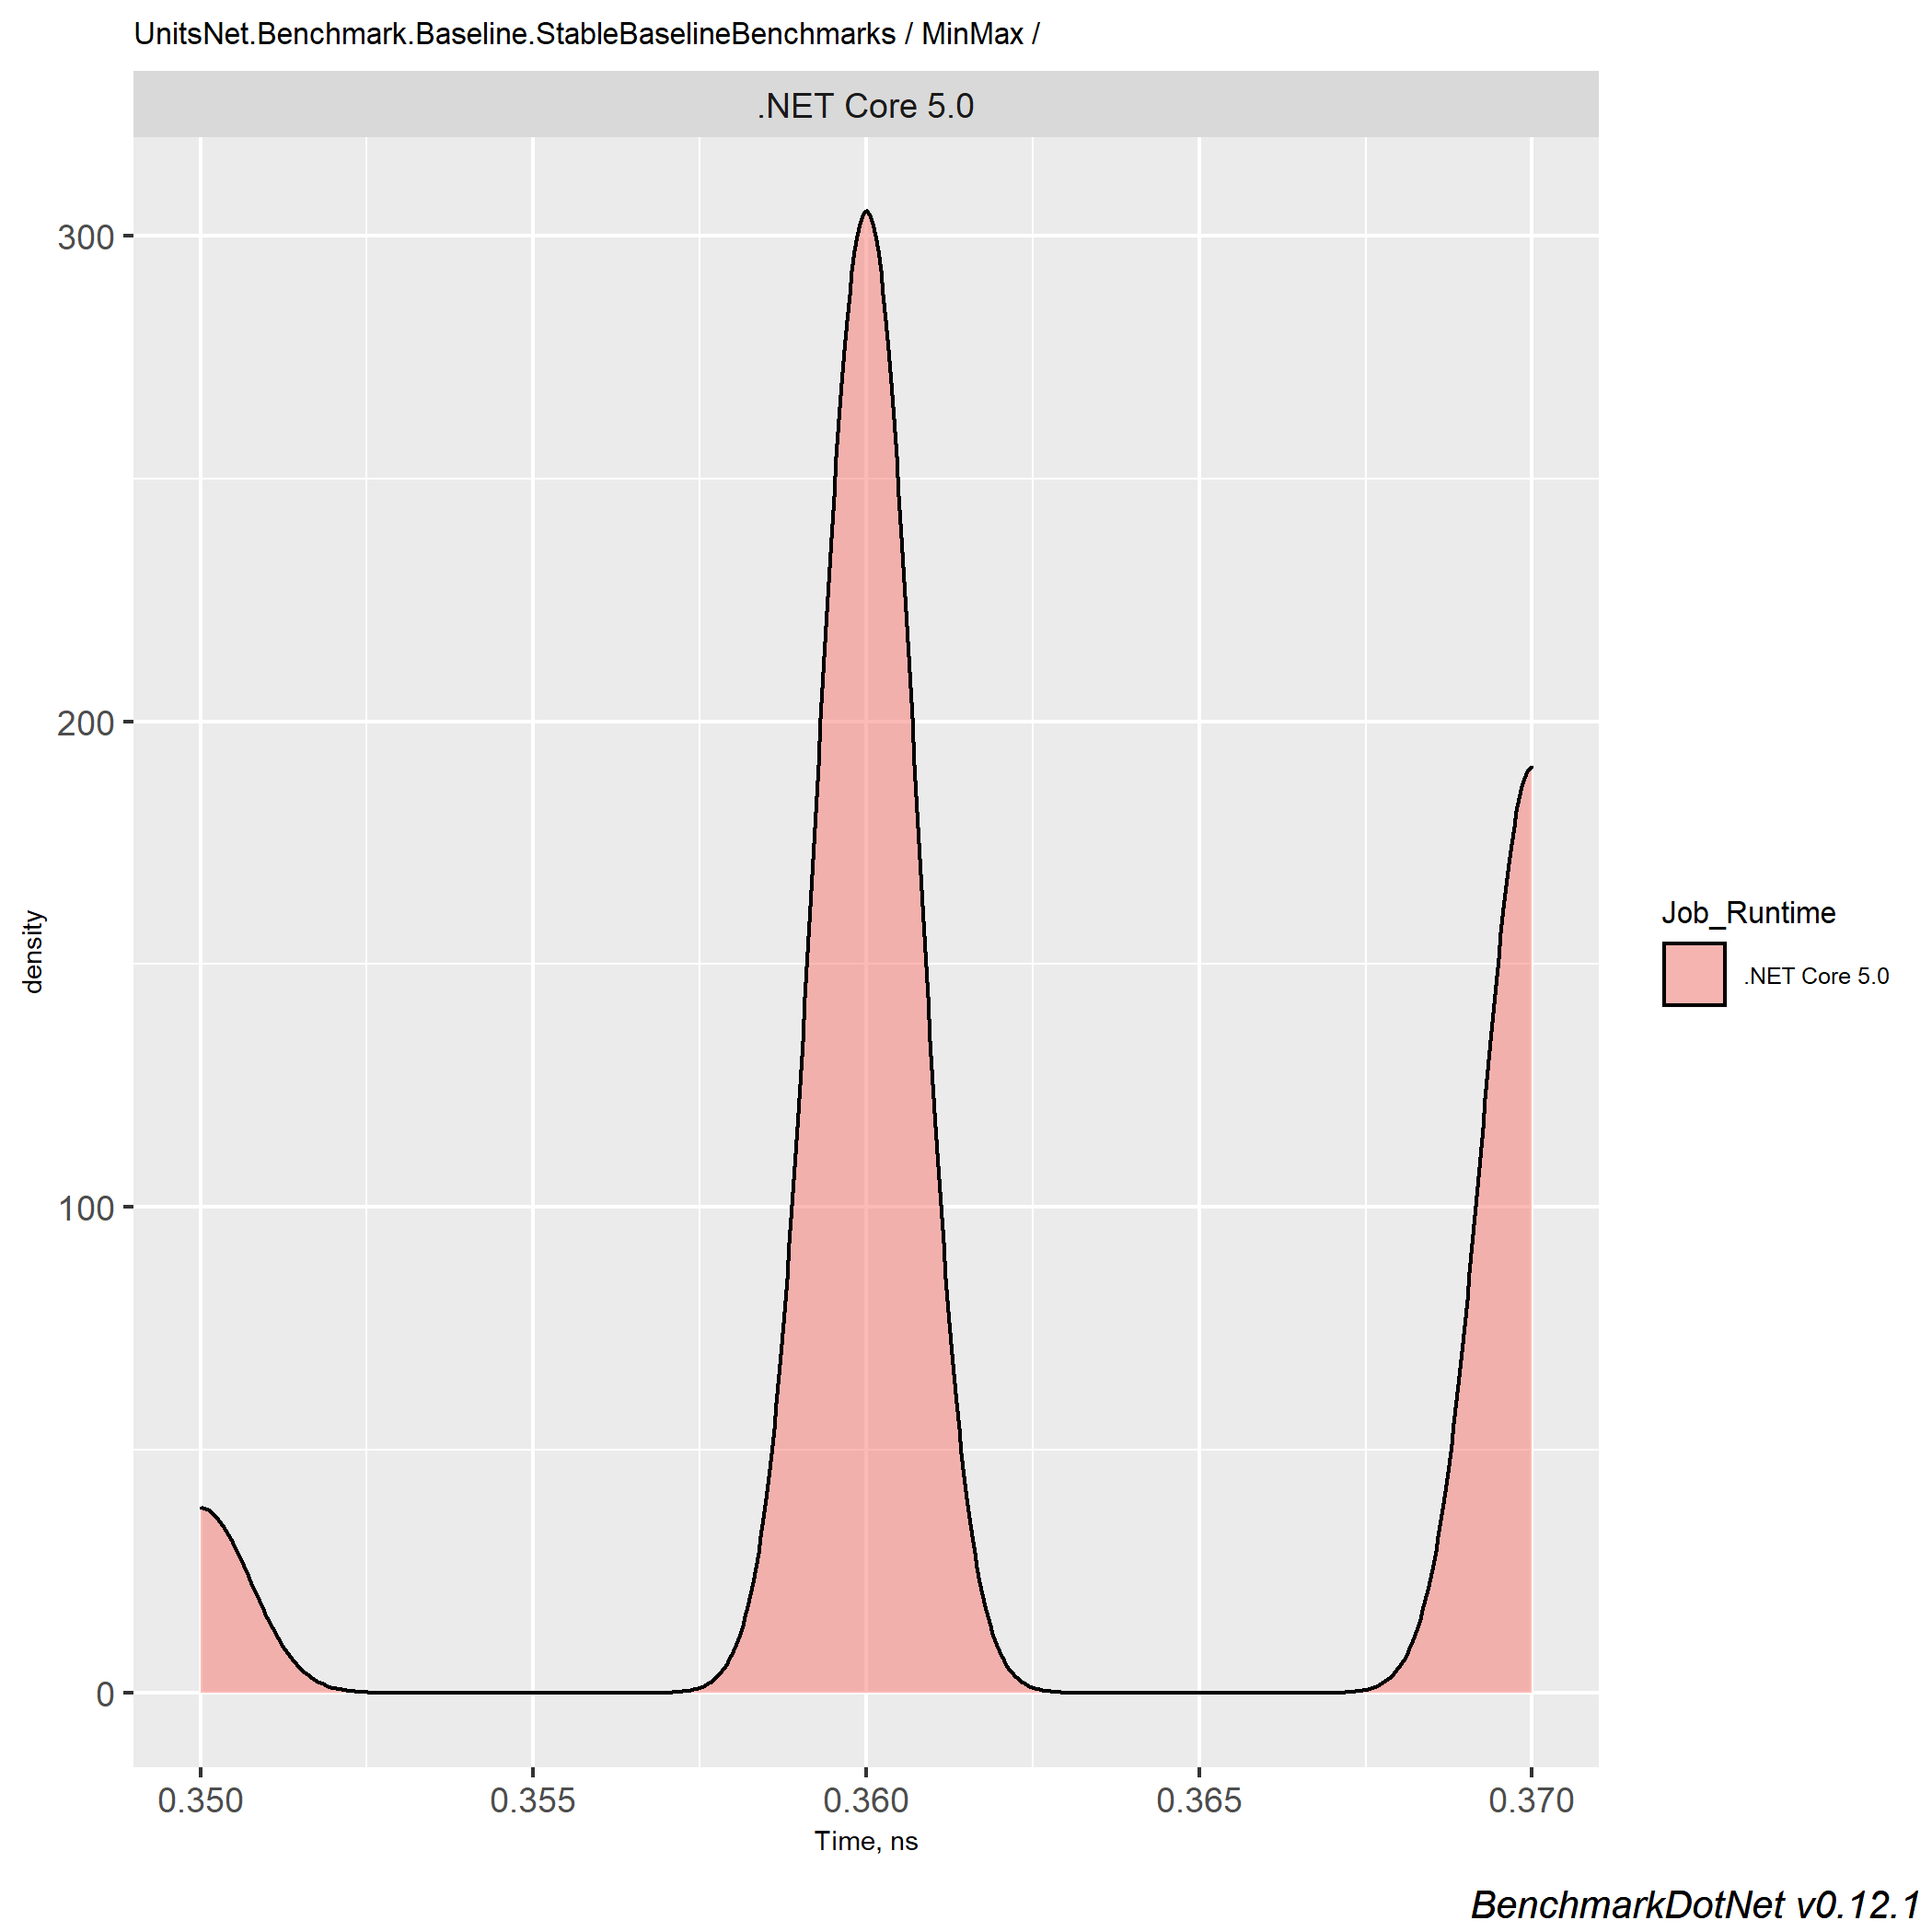 UnitsNet.Benchmark.Baseline.StableBaselineBenchmarks / MinMax /
.NET Core 5.0
300
200
100
0
density
0.350 0.355 0.360 0.365 0.370
Time, ns
Job_Runtime
.NET Core 5.0
BenchmarkDotNet v0.12.1